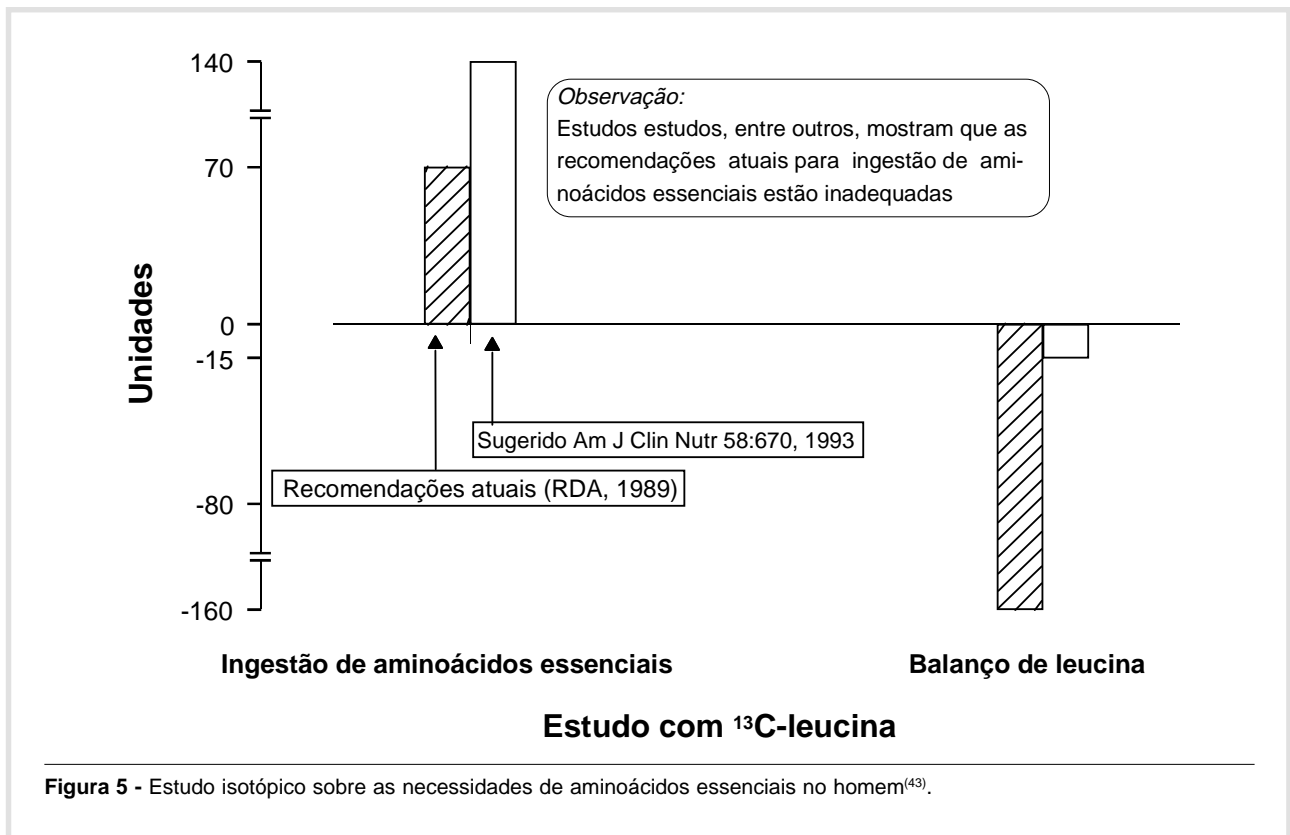 140
70
0
-15
-80
-160
Unidades
Observação:
Estudos estudos, entre outros, mostram que as
recomendações atuais para ingestão de ami-
noácidos essenciais estão inadequadas
Sugerido Am J Clin Nutr 58:670, 1993
Recomendações atuais (RDA, 1989)
Ingestão de aminoácidos essenciais
Balanço de leucina
Estudo com ¹³C-leucina
Figura 5 - Estudo isotópico sobre as necessidades de aminoácidos essenciais no homem⁽⁴³⁾.